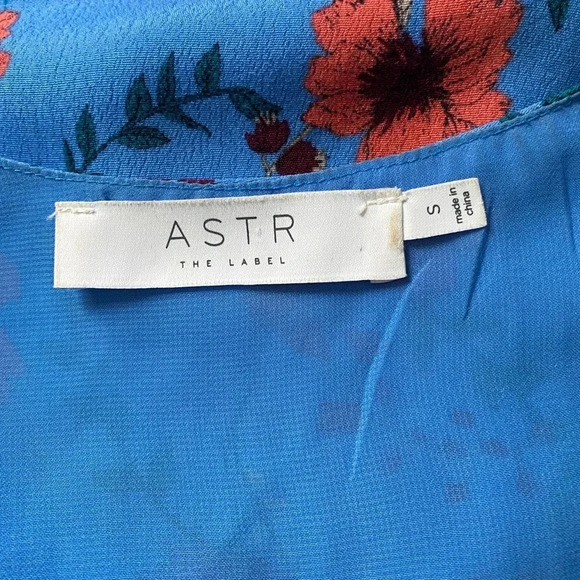 ASTR
THE LABEL
S
made in
china